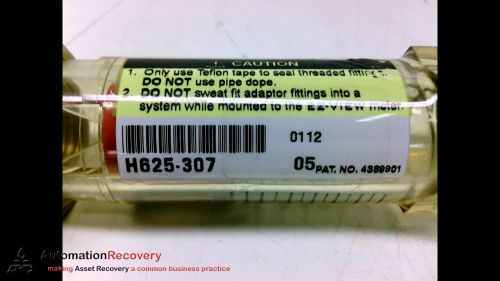 CAUTION
1. Only use Teflon tape to seal threaded fittings.
DO NOT use pipe dope.
2. DO NOT sweat fit adaptor fittings into a
system while mounted to the EZ-VIEW meter.
0112
H625-307
05 PAT. NO. 4389901
AutomationRecovery
making Asset Recovery a common business practice